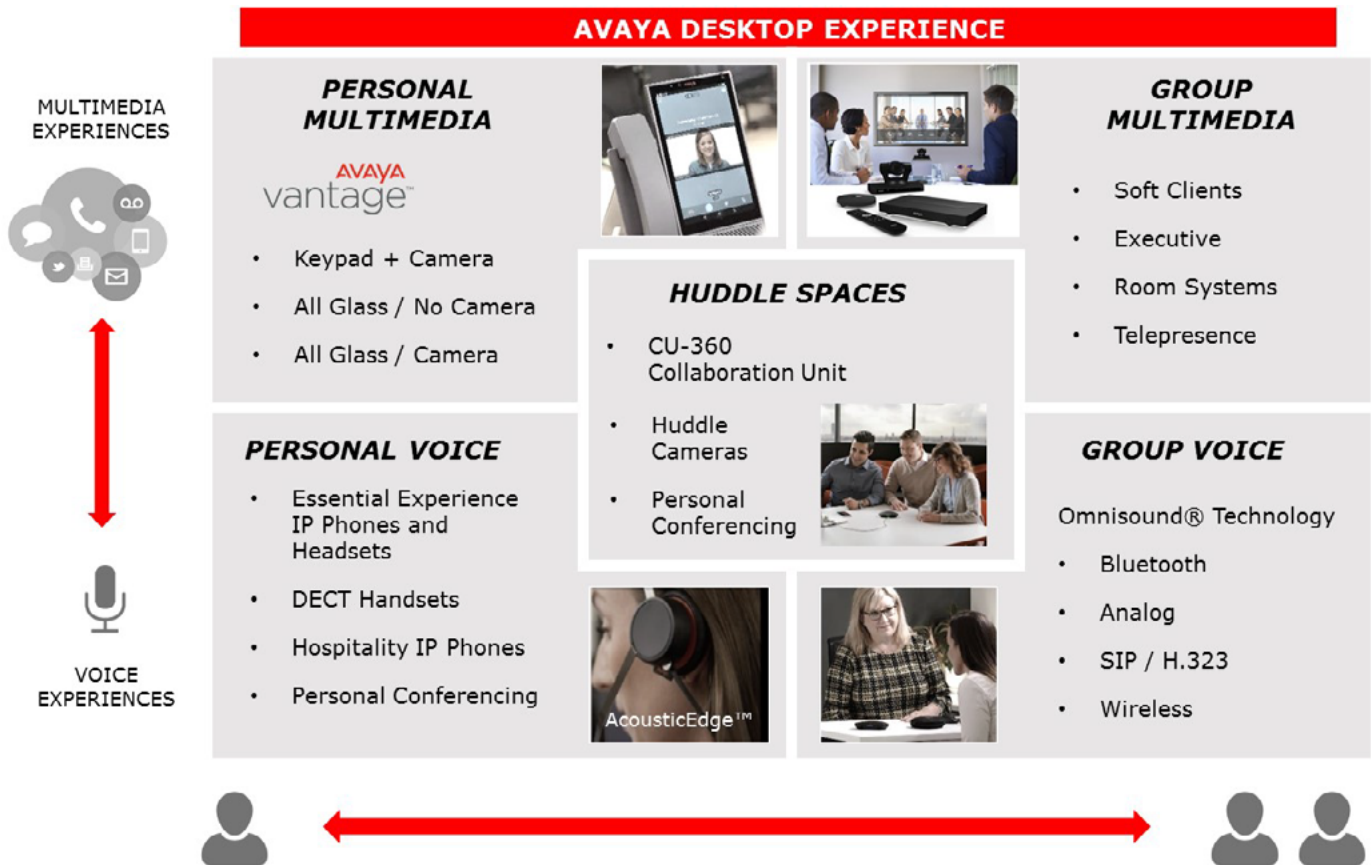 AVAYA DESKTOP EXPERIENCE
MULTIMEDIA
EXPERIENCES
PERSONAL
MULTIMEDIA
AVAYA
vantage™
• Keypad + Camera
• All Glass / No Camera
• All Glass / Camera
GROUP
MULTIMEDIA
• Soft Clients
• Executive
• Room Systems
• Telepresence
HUDDLE SPACES
• CU-360
Collaboration Unit
• Huddle
Cameras
• Personal
Conferencing
PERSONAL VOICE
• Essential Experience
IP Phones and
Headsets
• DECT Handsets
• Hospitality IP Phones
• Personal Conferencing
AcousticEdge™
GROUP VOICE
Omnisound® Technology
• Bluetooth
• Analog
• SIP / H.323
• Wireless
VOICE
EXPERIENCES